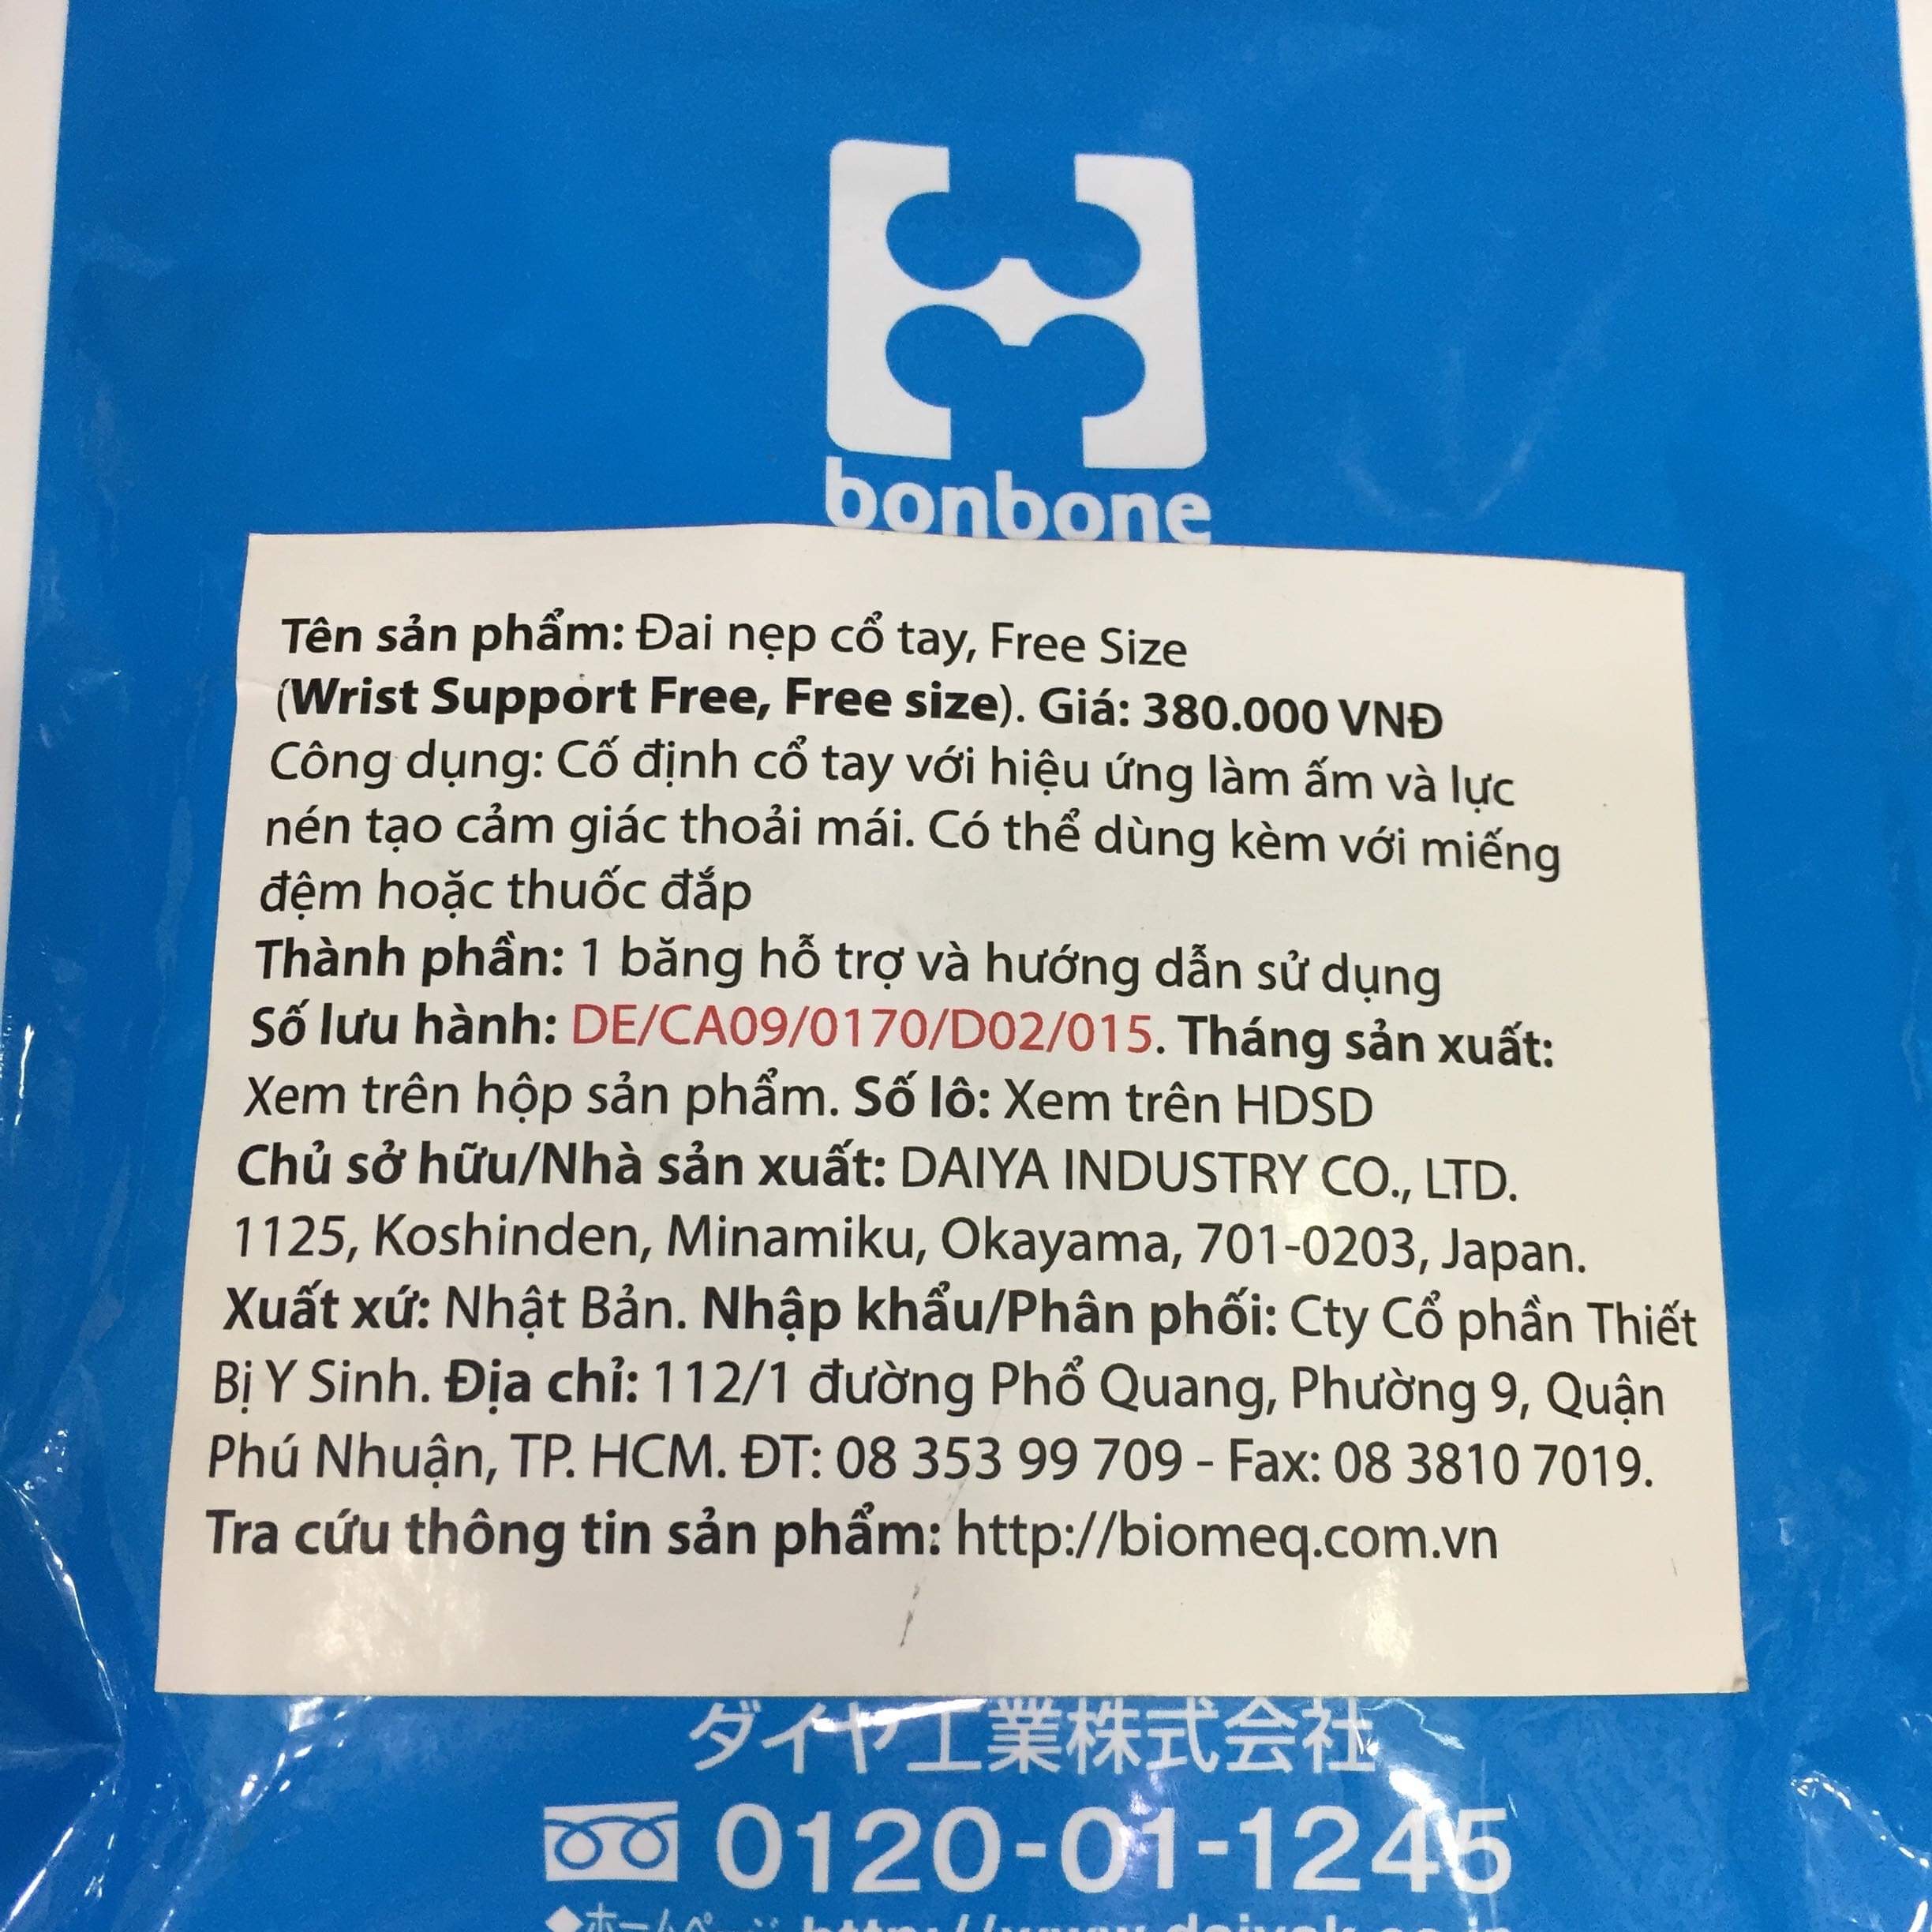 bonbone
Tên sản phẩm: Đai nẹp cổ tay, Free Size
(Wrist Support Free, Free size). Giá: 380.000 VNĐ
Công dụng: Cố định cổ tay với hiệu ứng làm ấm và lực
nén tạo cảm giác thoải mái. Có thể dùng kèm với miếng
đệm hoặc thuốc đắp
Thành phần: 1 băng hỗ trợ và hướng dẫn sử dụng
Số lưu hành: DE/CA09/0170/D02/015. Tháng sản xuất:
Xem trên hộp sản phẩm. Số lô: Xem trên HDSD
Chủ sở hữu/Nhà sản xuất: DAIYA INDUSTRY CO., LTD.
1125, Koshinden, Minamiku, Okayama, 701-0203, Japan.
Xuất xứ: Nhật Bản. Nhập khẩu/Phân phối: Cty Cổ phần Thiết
Bị Y Sinh. Địa chỉ: 112/1 đường Phổ Quang, Phường 9, Quận
Phú Nhuận, TP. HCM. ĐT: 08 353 99 709 - Fax: 08 3810 7019.
Tra cứu thông tin sản phẩm: http://biomeq.com.vn
ダイヤ工業株式会社
0120-01-1245
◆ホームページ